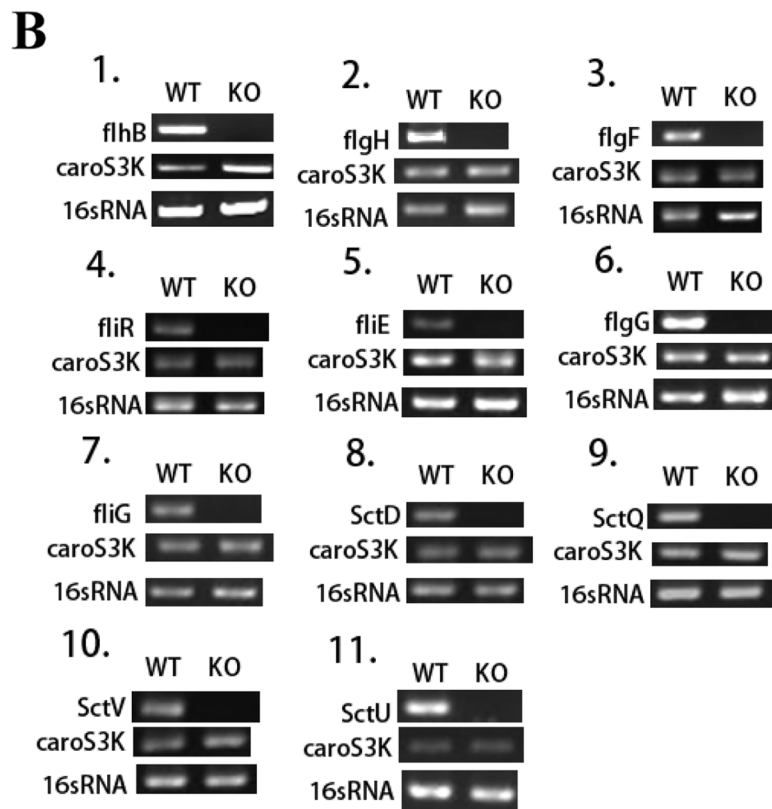 B
1.
WT KO
flhB
caroS3K
16sRNA
2.
WT KO
flgH
caroS3K
16sRNA
3.
WT KO
flgF
caroS3K
16sRNA
4.
WT KO
fliR
caroS3K
16sRNA
5.
WT KO
fliE
caroS3K
16sRNA
6.
WT KO
flgG
caroS3K
16sRNA
7.
WT KO
fliG
caroS3K
16sRNA
8.
WT KO
SctD
caroS3K
16sRNA
9.
WT KO
SctQ
caroS3K
16sRNA
10.
WT KO
SctV
caroS3K
16sRNA
11.
WT KO
SctU
caroS3K
16sRNA